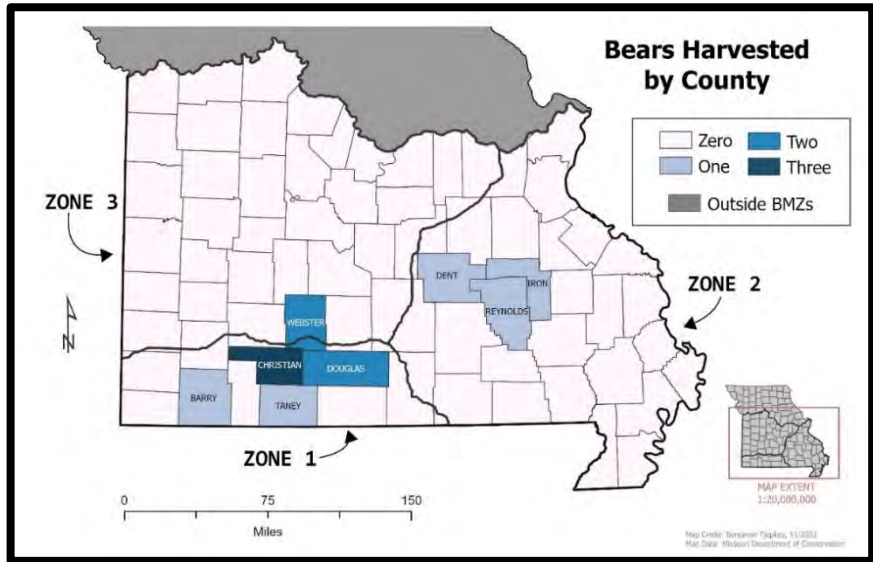 Bears Harvested
by County
Zero
Two
One
Three
Outside BMZs
ZONE 3
DENT
IRON
REYNOLDS
ZONE 2
N
WEBSTER
CHRISTIAN
DOUGLAS
BARRY
TANEY
ZONE 1
MAP EXTENT
1:20,000,000
0 75 150
Miles
Map Credit: Benjamin Tjepkes, 11/2022
Map Data: Missouri Department of Conservation